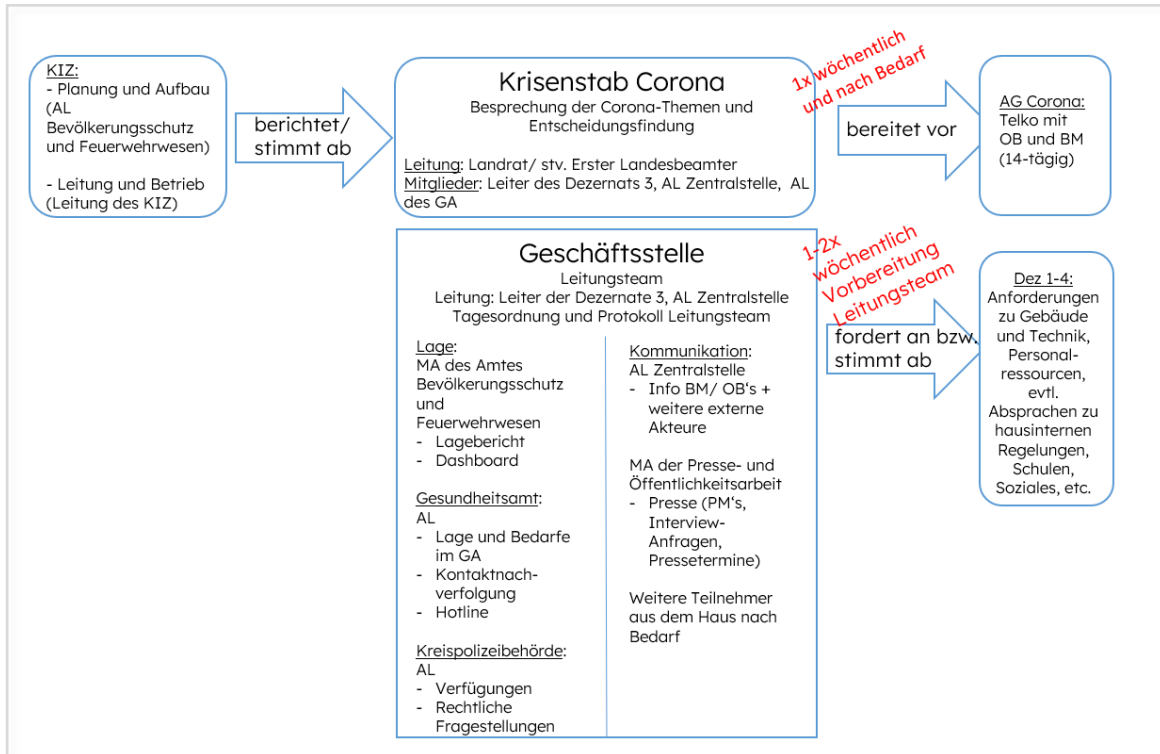 KIZ:
- Planung und Aufbau
(AL
Bevölkerungsschutz
und Feuerwehrwesen)
- Leitung und Betrieb
(Leitung des KIZ)
berichtet/
stimmt ab
Krisenstab Corona
Besprechung der Corona-Themen und
Entscheidungsfindung
Leitung: Landrat/ stv. Erster Landesbeamter
Mitglieder: Leiter des Dezernats 3, AL Zentralstelle, AL
des GA
1x wöchentlich
und nach Bedarf
bereitet vor
AG Corona:
Telko mit
OB und BM
(14-tägig)
Geschäftsstelle
Leitungsteam
Leitung: Leiter der Dezernate 3, AL Zentralstelle
Tagesordnung und Protokoll Leitungsteam
Lage:
MA des Amtes
Bevölkerungsschutz
und
Feuerwehrwesen
- Lagebericht
- Dashboard
Gesundheitsamt:
AL
- Lage und Bedarfe
im GA
- Kontaktnach-
verfolgung
- Hotline
Kreispolizeibehörde:
AL
- Verfügungen
- Rechtliche
Fragestellungen
Kommunikation:
AL Zentralstelle
- Info BM/ OB‘s +
weitere externe
Akteure
MA der Presse- und
Öffentlichkeitsarbeit
- Presse (PM‘s,
Interview-
Anfragen,
Pressetermine)
Weitere Teilnehmer
aus dem Haus nach
Bedarf
1-2x
wöchentlich
Vorbereitung
Leitungsteam
fordert an bzw.
stimmt ab
Dez 1-4:
Anforderungen
zu Gebäude
und Technik,
Personal-
ressourcen,
evtl.
Absprachen zu
hausinternen
Regelungen,
Schulen,
Soziales, etc.